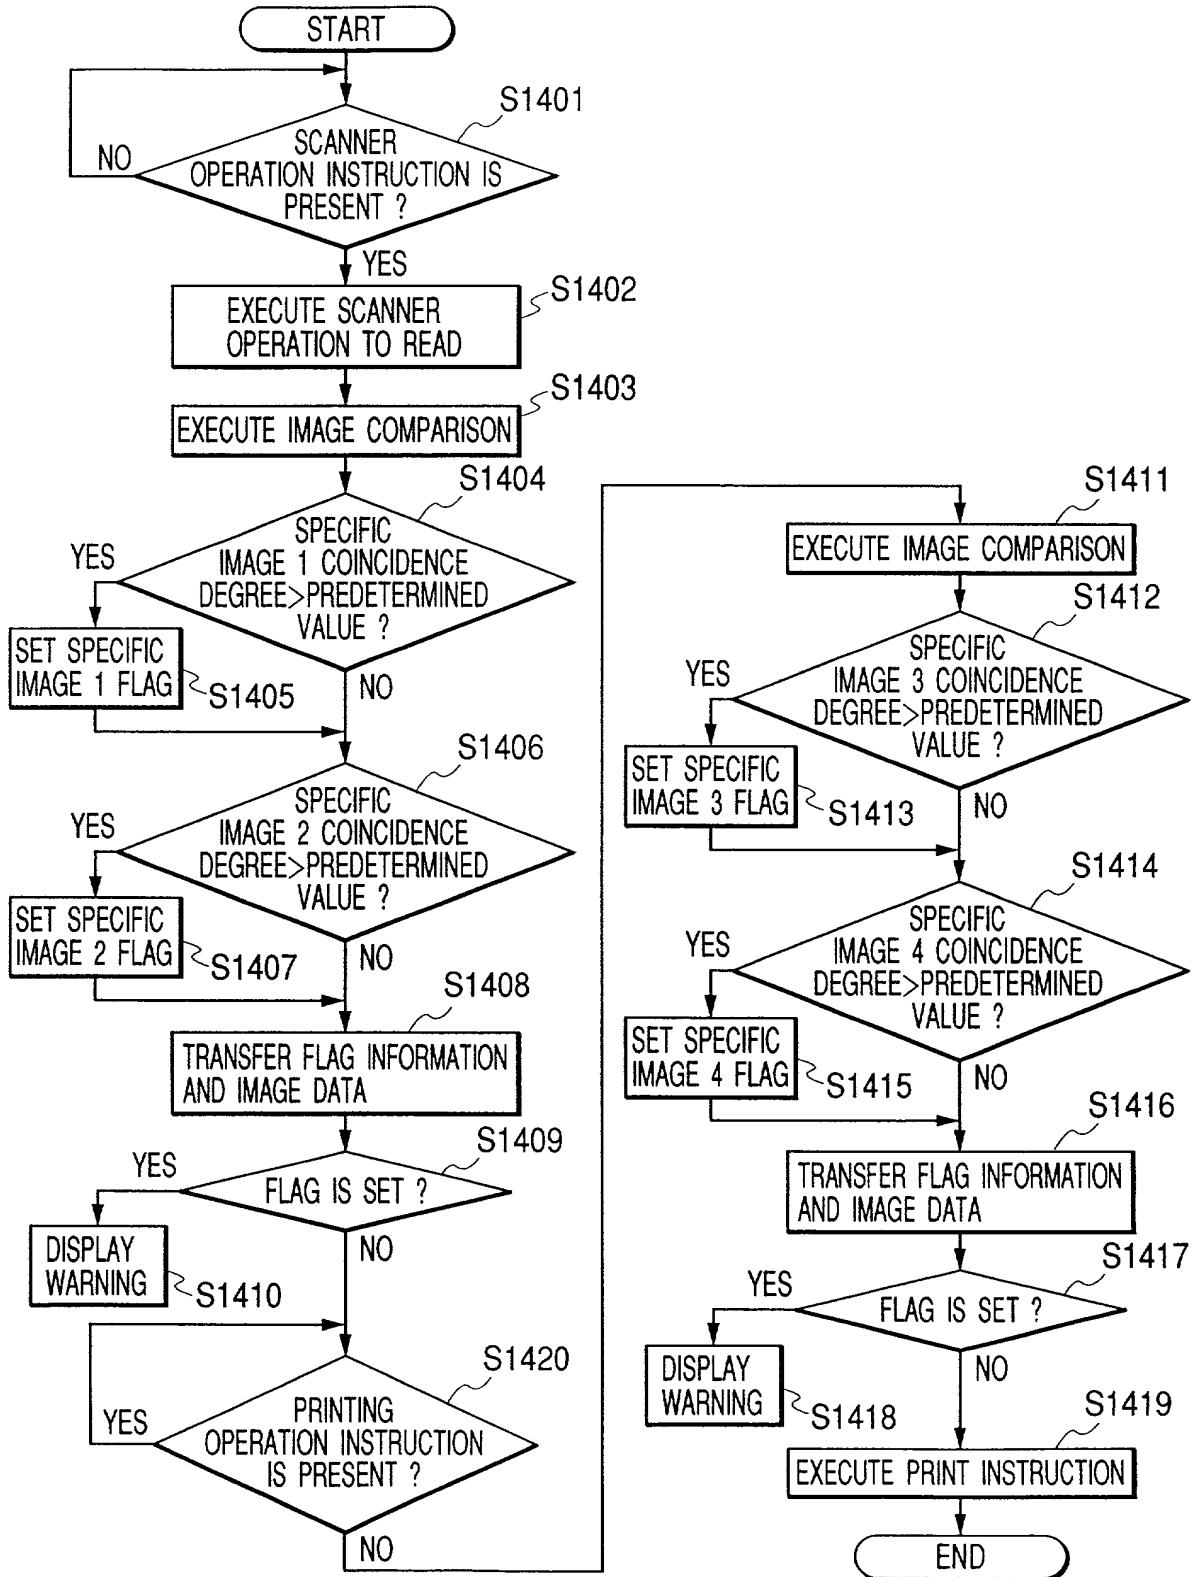 START
S1401
SCANNER
OPERATION INSTRUCTION IS
PRESENT ?
NO
YES
S1402
EXECUTE SCANNER
OPERATION TO READ
S1403
EXECUTE IMAGE COMPARISON
S1404
SPECIFIC
IMAGE 1 COINCIDENCE
DEGREE>PREDETERMINED
VALUE ?
YES
SET SPECIFIC
IMAGE 1 FLAG
S1405
NO
S1406
SPECIFIC
IMAGE 2 COINCIDENCE
DEGREE>PREDETERMINED
VALUE ?
YES
SET SPECIFIC
IMAGE 2 FLAG
S1407
NO
S1408
TRANSFER FLAG INFORMATION
AND IMAGE DATA
S1409
YES
FLAG IS SET ?
DISPLAY
WARNING
S1410
NO
S1420
PRINTING
OPERATION INSTRUCTION
IS PRESENT ?
YES
NO
S1411
EXECUTE IMAGE COMPARISON
S1412
SPECIFIC
IMAGE 3 COINCIDENCE
DEGREE>PREDETERMINED
VALUE ?
YES
SET SPECIFIC
IMAGE 3 FLAG
S1413
NO
S1414
SPECIFIC
IMAGE 4 COINCIDENCE
DEGREE>PREDETERMINED
VALUE ?
YES
SET SPECIFIC
IMAGE 4 FLAG
S1415
NO
S1416
TRANSFER FLAG INFORMATION
AND IMAGE DATA
S1417
YES
FLAG IS SET ?
DISPLAY
WARNING
S1418
NO
S1419
EXECUTE PRINT INSTRUCTION
END